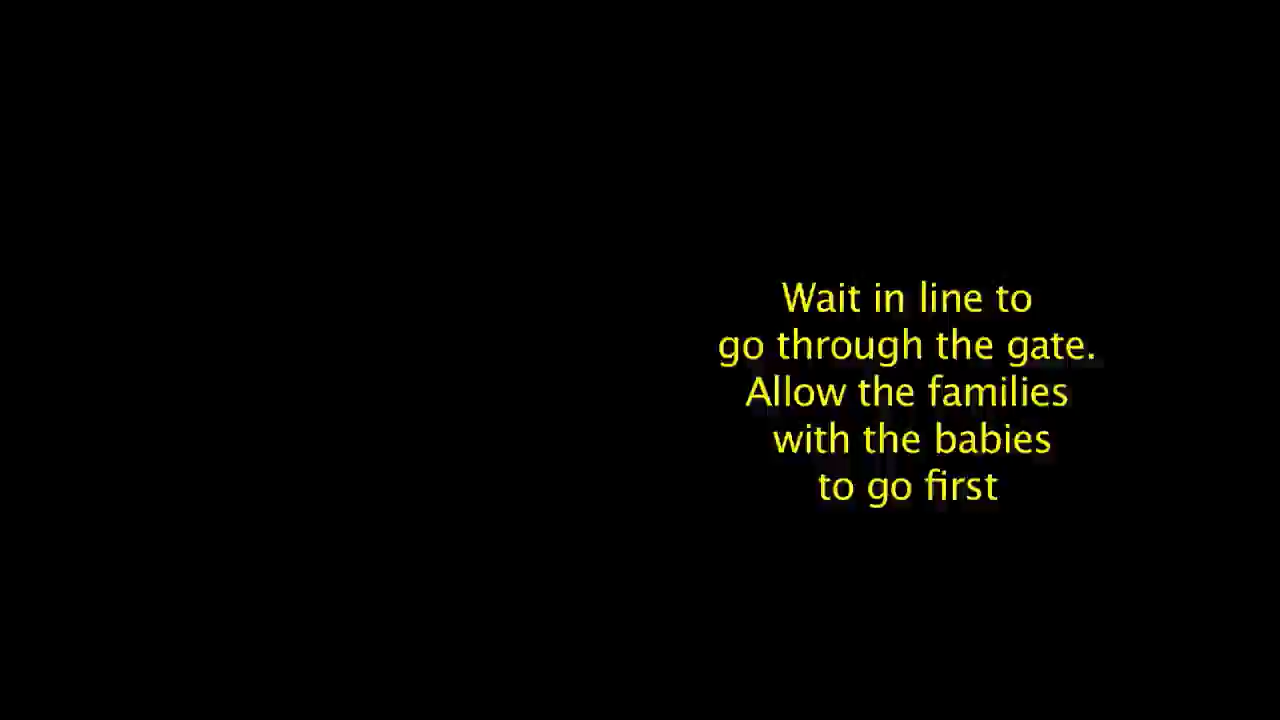 Wait in line to
go through the gate.
Allow the families
with the babies
to go first